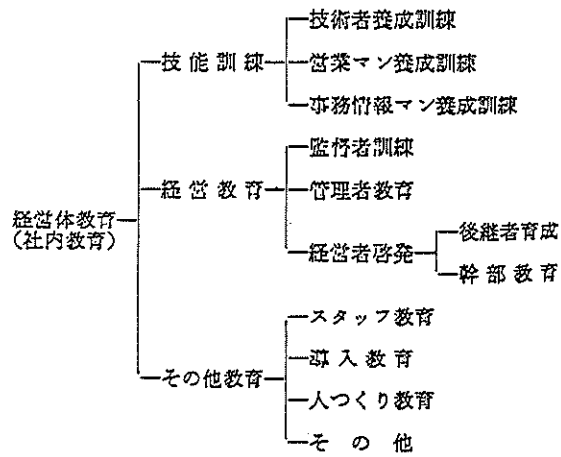 技術者養成訓練
技能訓練
営業マン養成訓練
事務情報マン養成訓練
監督者訓練
経営教育
管理者教育
経営体教育
(社内教育)
経営者啓発
後継者育成
幹部教育
スタッフ教育
導入教育
その他教育
人つくり教育
その他